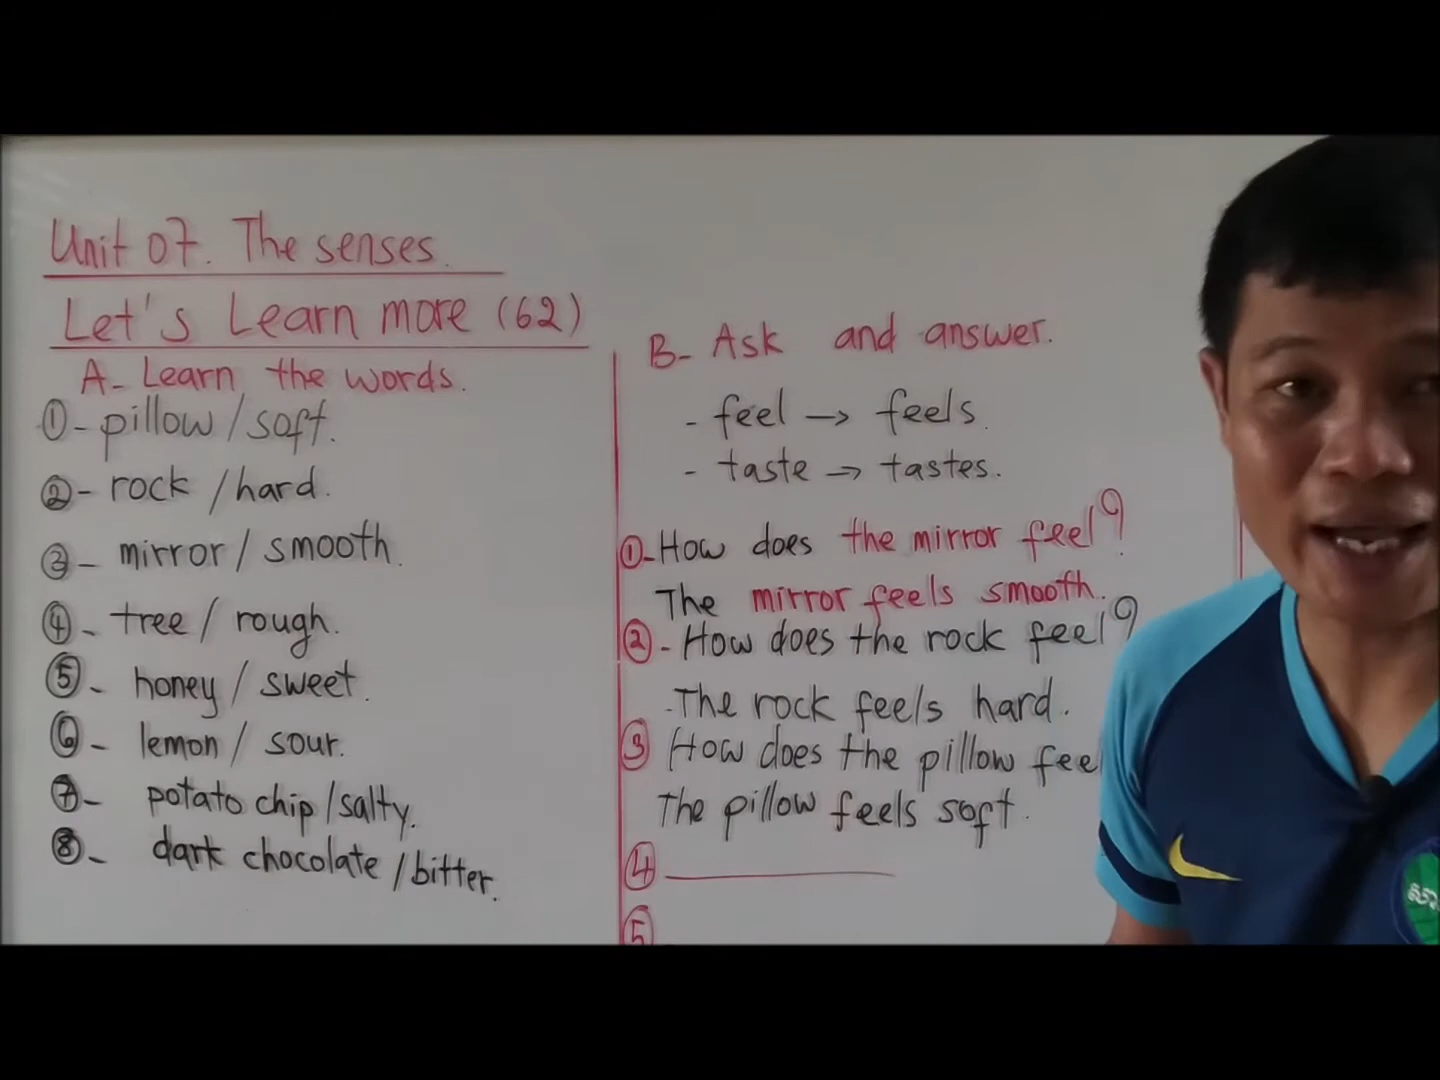 Unit 07. The senses.
Let's Learn more (62)
A- Learn the words.
①- pillow / soft.
②- rock / hard.
③- mirror / smooth.
④- tree / rough.
⑤- honey / sweet.
⑥- lemon / sour.
⑦- potato chip / salty.
⑧- dark chocolate / bitter.
B- Ask and answer.
- feel → feels.
- taste → tastes.
①- How does the mirror feel?
The mirror feels smooth.
②- How does the rock feel?
The rock feels hard.
③ How does the pillow fee
The pillow feels soft.
④
⑤